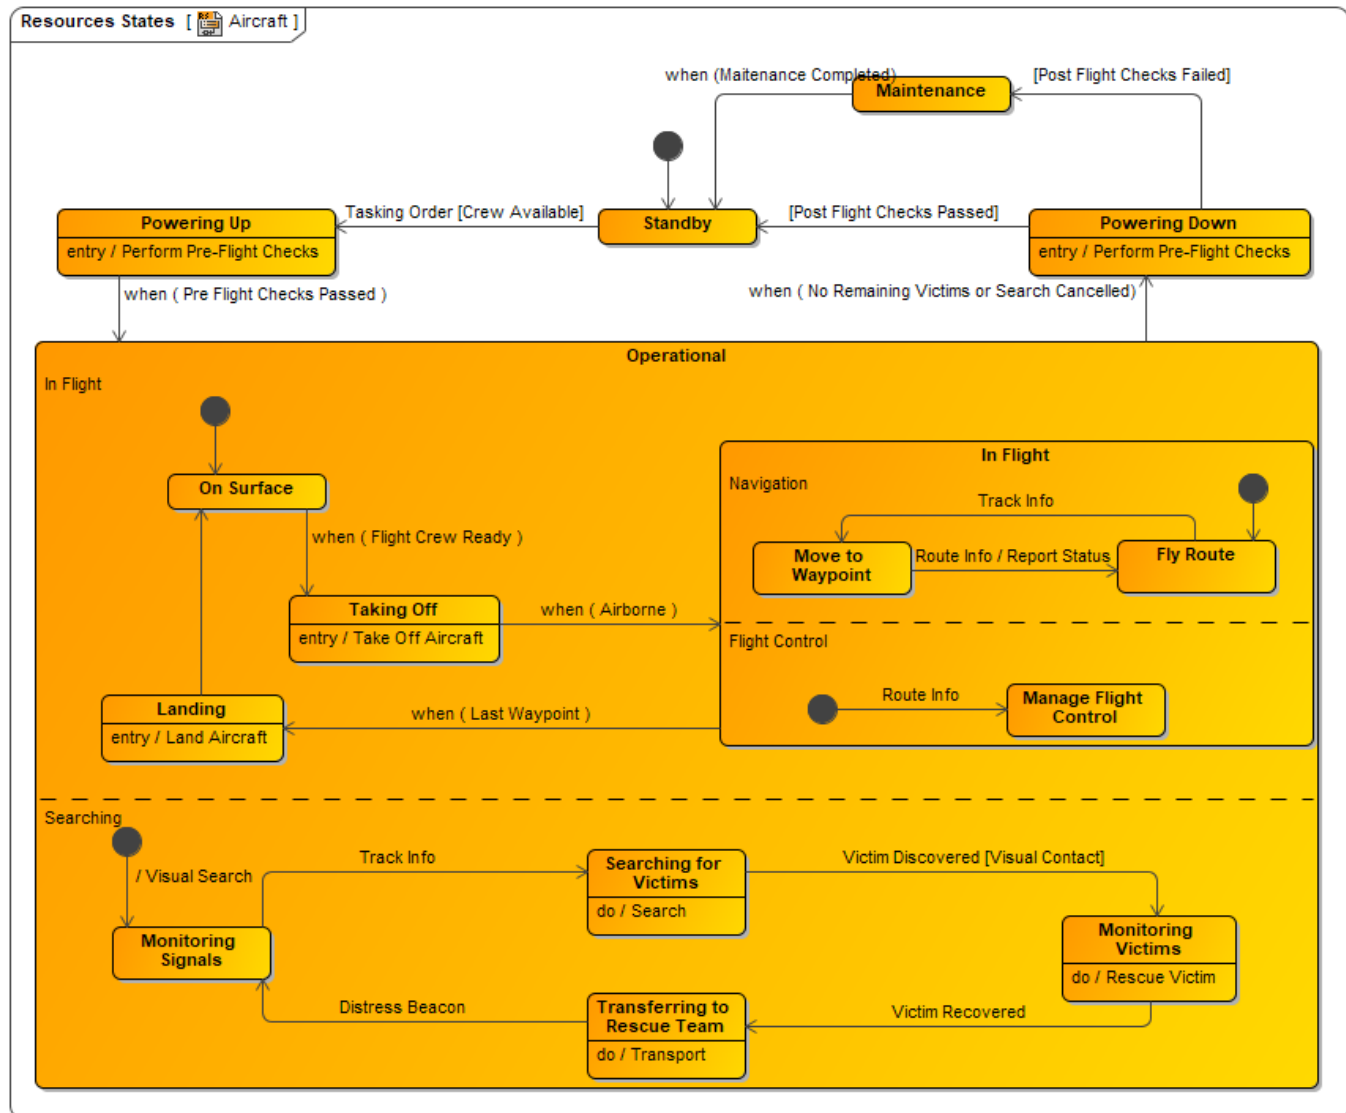 Resources States [ Aircraft ]
when (Maitenance Completed)
[Post Flight Checks Failed]
Maintenance
Powering Up
entry / Perform Pre-Flight Checks
Tasking Order [Crew Available]
Standby
[Post Flight Checks Passed]
Powering Down
entry / Perform Pre-Flight Checks
when ( Pre Flight Checks Passed )
when ( No Remaining Victims or Search Cancelled)
Operational
In Flight
On Surface
when ( Flight Crew Ready )
Taking Off
entry / Take Off Aircraft
when ( Airborne )
In Flight
Navigation
Track Info
Move to
Waypoint
Route Info / Report Status
Fly Route
Flight Control
Route Info
Manage Flight
Control
Landing
entry / Land Aircraft
when ( Last Waypoint )
Searching
/ Visual Search
Track Info
Searching for
Victims
do / Search
Victim Discovered [Visual Contact]
Monitoring
Signals
Monitoring
Victims
do / Rescue Victim
Distress Beacon
Transferring to
Rescue Team
do / Transport
Victim Recovered